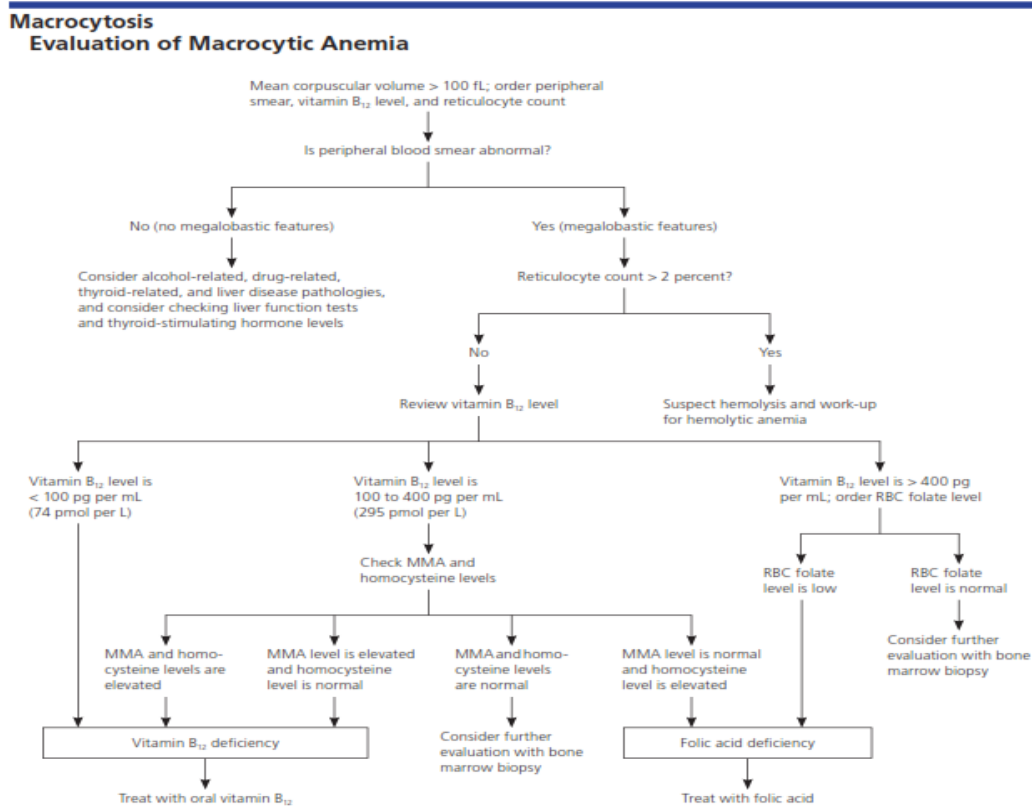 Macrocytosis
Evaluation of Macrocytic Anemia
Mean corpuscular volume > 100 fL; order peripheral
smear, vitamin B12 level, and reticulocyte count
Is peripheral blood smear abnormal?
No (no megalobastic features)
Yes (megalobastic features)
Consider alcohol-related, drug-related,
thyroid-related, and liver disease pathologies,
and consider checking liver function tests
and thyroid-stimulating hormone levels
Reticulocyte count > 2 percent?
No
Yes
Review vitamin B12 level
Suspect hemolysis and work-up
for hemolytic anemia
Vitamin B12 level is
< 100 pg per mL
(74 pmol per L)
Vitamin B12 level is
100 to 400 pg per mL
(295 pmol per L)
Vitamin B12 level is > 400 pg
per mL; order RBC folate level
Check MMA and
homocysteine levels
RBC folate
level is low
RBC folate
level is normal
MMA and homo-
cysteine levels are
elevated
MMA level is elevated
and homocysteine
level is normal
MMA and homo-
cysteine levels
are normal
MMA level is normal
and homocysteine
level is elevated
Consider further
evaluation with bone
marrow biopsy
Vitamin B12 deficiency
Consider further
evaluation with bone
marrow biopsy
Folic acid deficiency
Treat with oral vitamin B12
Treat with folic acid